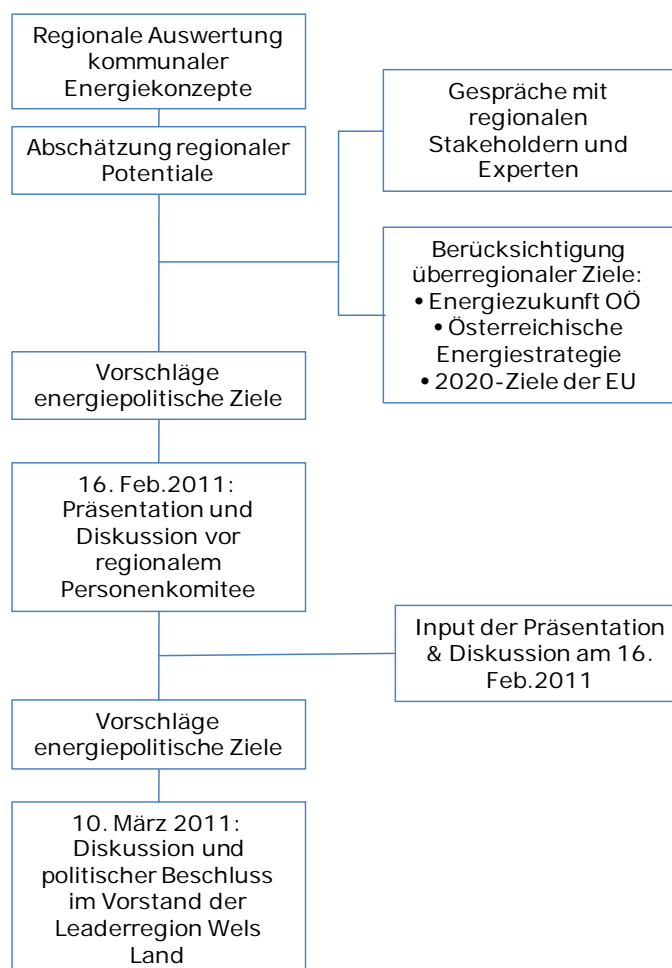 Regionale Auswertung
kommunaler
Energiekonzepte
Abschätzung regionaler
Potentiale
Gespräche mit
regionalen
Stakeholdern und
Experten
Berücksichtigung
überregionaler Ziele:
• Energiezukunft OÖ
• Österreichische
Energiestrategie
• 2020-Ziele der EU
Vorschläge
energiepolitische Ziele
16. Feb.2011:
Präsentation und
Diskussion vor
regionalem
Personenkomitee
Input der Präsentation
& Diskussion am 16.
Feb.2011
Vorschläge
energiepolitische Ziele
10. März 2011:
Diskussion und
politischer Beschluss
im Vorstand der
Leaderregion Wels
Land